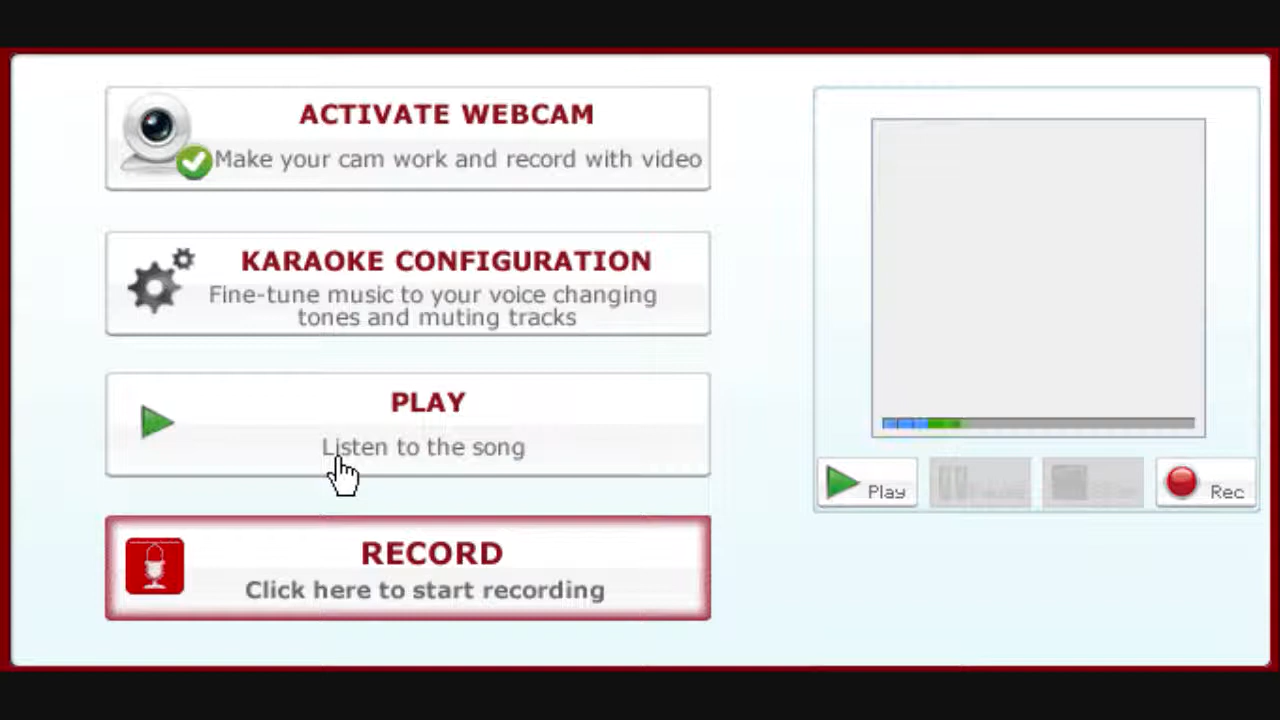 ACTIVATE WEBCAM
Make your cam work and record with video
KARAOKE CONFIGURATION
Fine-tune music to your voice changing
tones and muting tracks
PLAY
Listen to the song
RECORD
Click here to start recording
Play
Rec